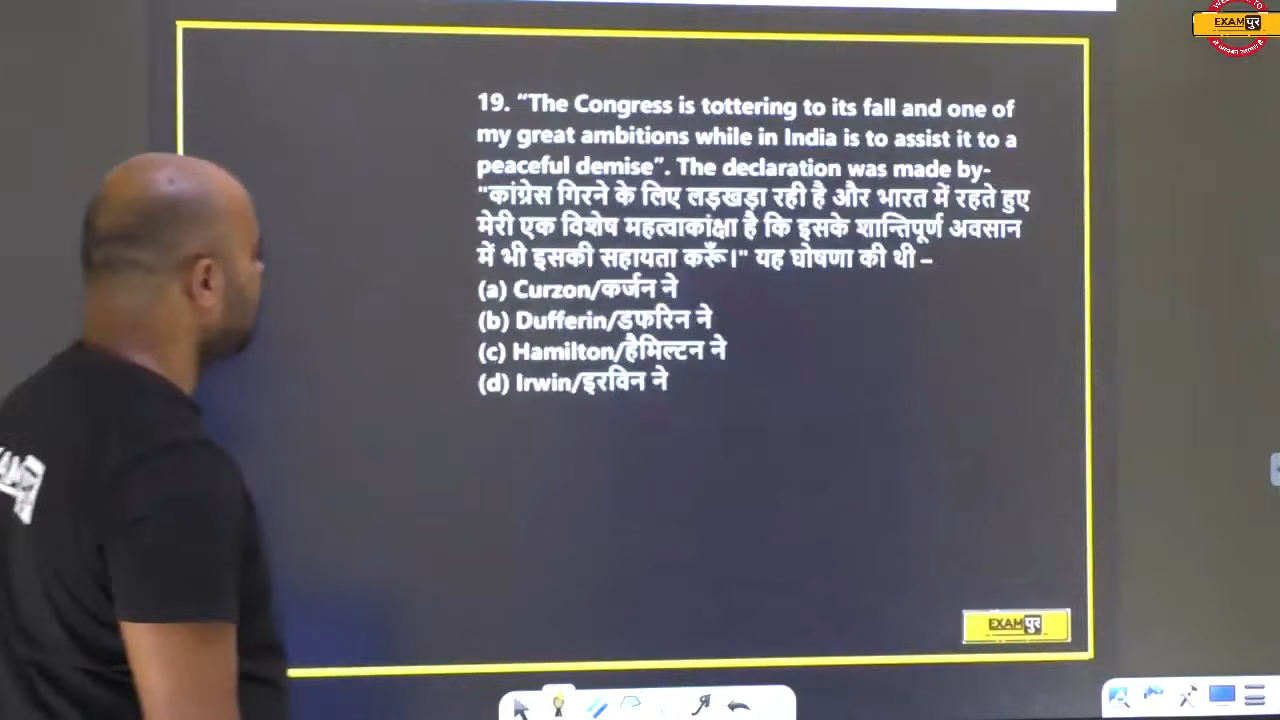 EXAMपुर
19. “The Congress is tottering to its fall and one of
my great ambitions while in India is to assist it to a
peaceful demise”. The declaration was made by-
"कांग्रेस गिरने के लिए लड़खड़ा रही है और भारत में रहते हुए
मेरी एक विशेष महत्वाकांक्षा है कि इसके शान्तिपूर्ण अवसान
में भी इसकी सहायता करूँ।" यह घोषणा की थी –
(a) Curzon/कर्जन ने
(b) Dufferin/डफरिन ने
(c) Hamilton/हैमिल्टन ने
(d) Irwin/इरविन ने
EXAMपुर